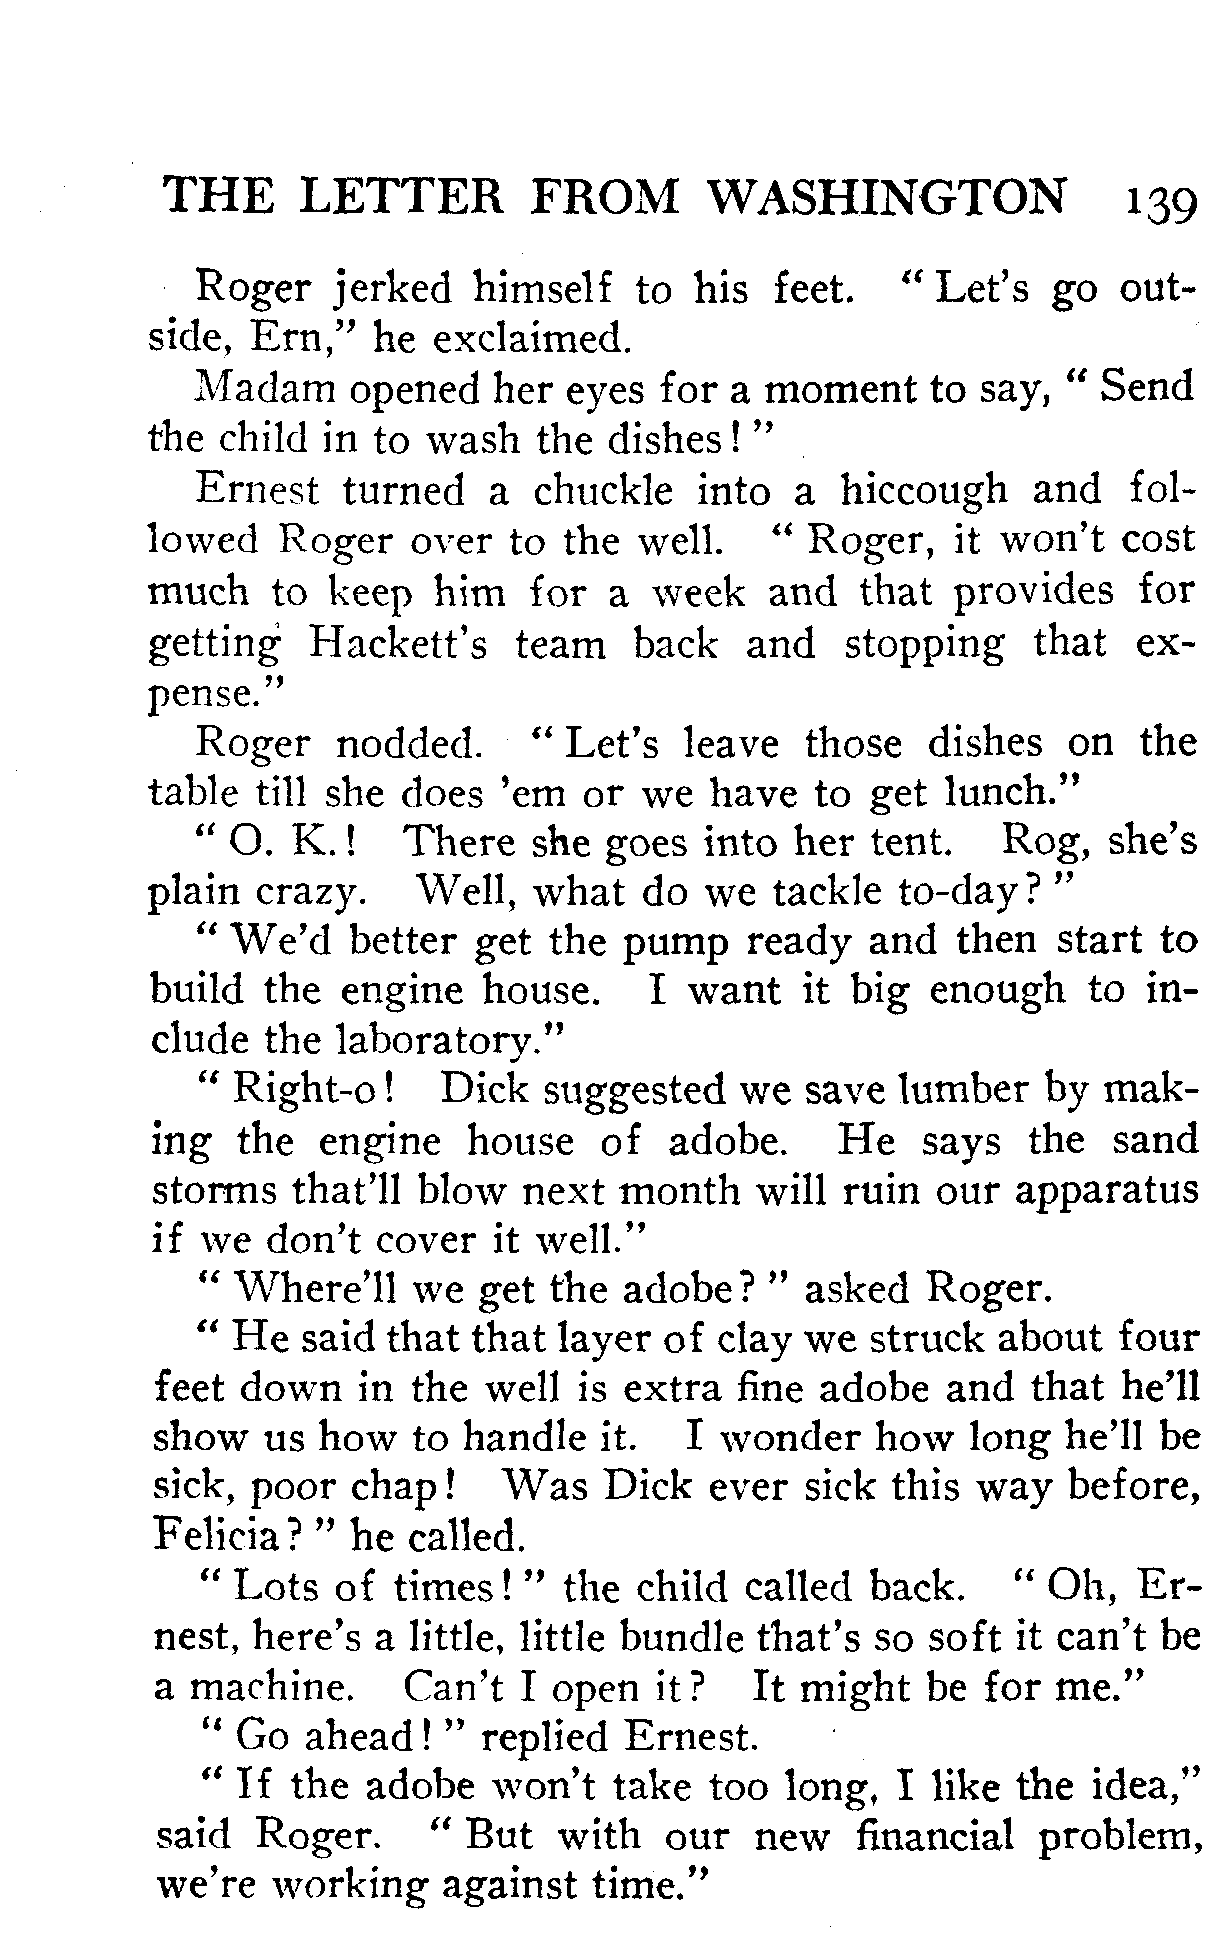 THE LETTER FROM WASHINGTON 139
Roger jerked himself to his feet. " Let's go out-
side, Ern," he exclaimed.
Madam opened her eyes for a moment to say, " Send
the child in to wash the dishes ! "
Ernest turned a chuckle into a hiccough and fol-
lowed Roger over to the well. " Roger, it won't cost
much to keep him for a week and that provides for
getting Hackett's team back and stopping that ex-
pense."
Roger nodded. " Let's leave those dishes on the
table till she does 'em or we have to get lunch."
" O. K. ! There she goes into her tent. Rog, she's
plain crazy. Well, what do we tackle to-day ? "
" We'd better get the pump ready and then start to
build the engine house. I want it big enough to in-
clude the laboratory."
" Right-o ! Dick suggested we save lumber by mak-
ing the engine house of adobe. He says the sand
storms that'll blow next month will ruin our apparatus
if we don't cover it well."
" Where'll we get the adobe ? " asked Roger.
" He said that that layer of clay we struck about four
feet down in the well is extra fine adobe and that he'll
show us how to handle it. I wonder how long he'll be
sick, poor chap ! Was Dick ever sick this way before,
Felicia ? " he called.
" Lots of times ! " the child called back. " Oh, Er-
nest, here's a little, little bundle that's so soft it can't be
a machine. Can't I open it ? It might be for me."
" Go ahead ! " replied Ernest.
" If the adobe won't take too long, I like the idea,"
said Roger. " But with our new financial problem,
we're working against time."